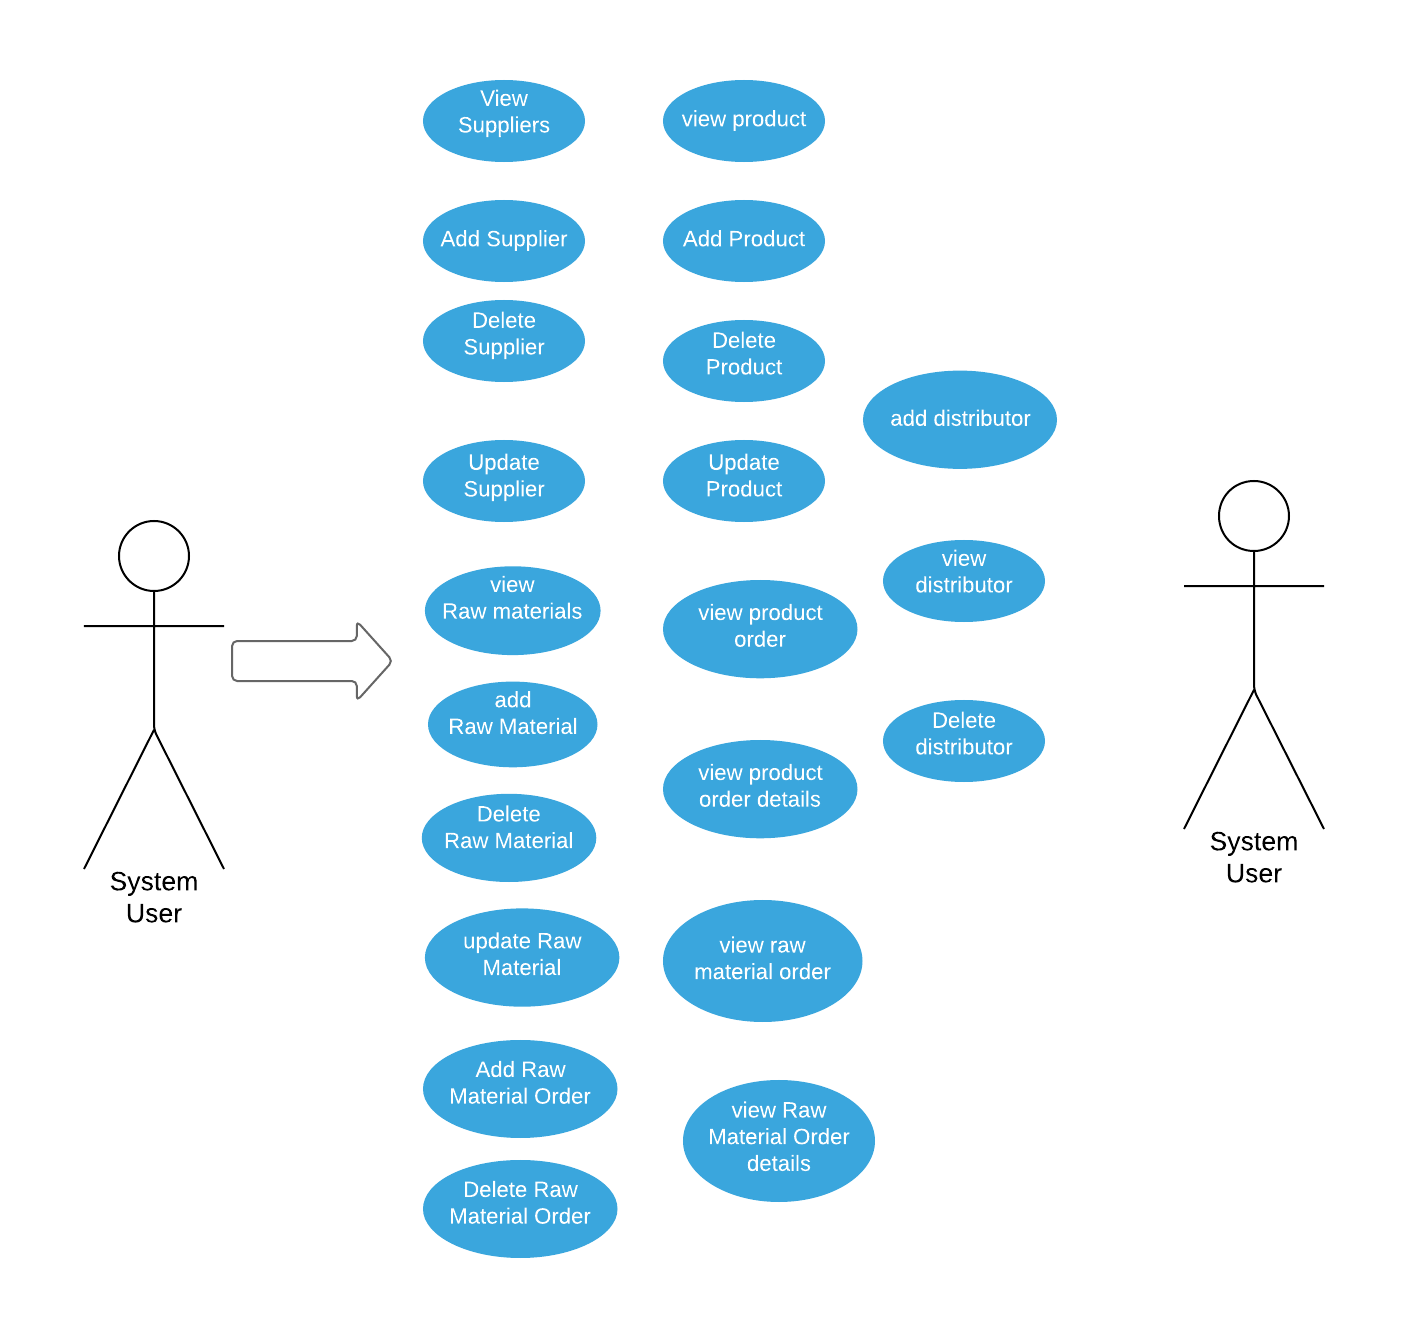 View
Suppliers
Add Supplier
Delete
Supplier
Update
Supplier
view
Raw materials
add
Raw Material
Delete
Raw Material
update Raw
Material
Add Raw
Material Order
Delete Raw
Material Order
view product
Add Product
Delete
Product
Update
Product
view product
order
view product
order details
view raw
material order
view Raw
Material Order
details
add distributor
view
distributor
Delete
distributor
System
User
System
User